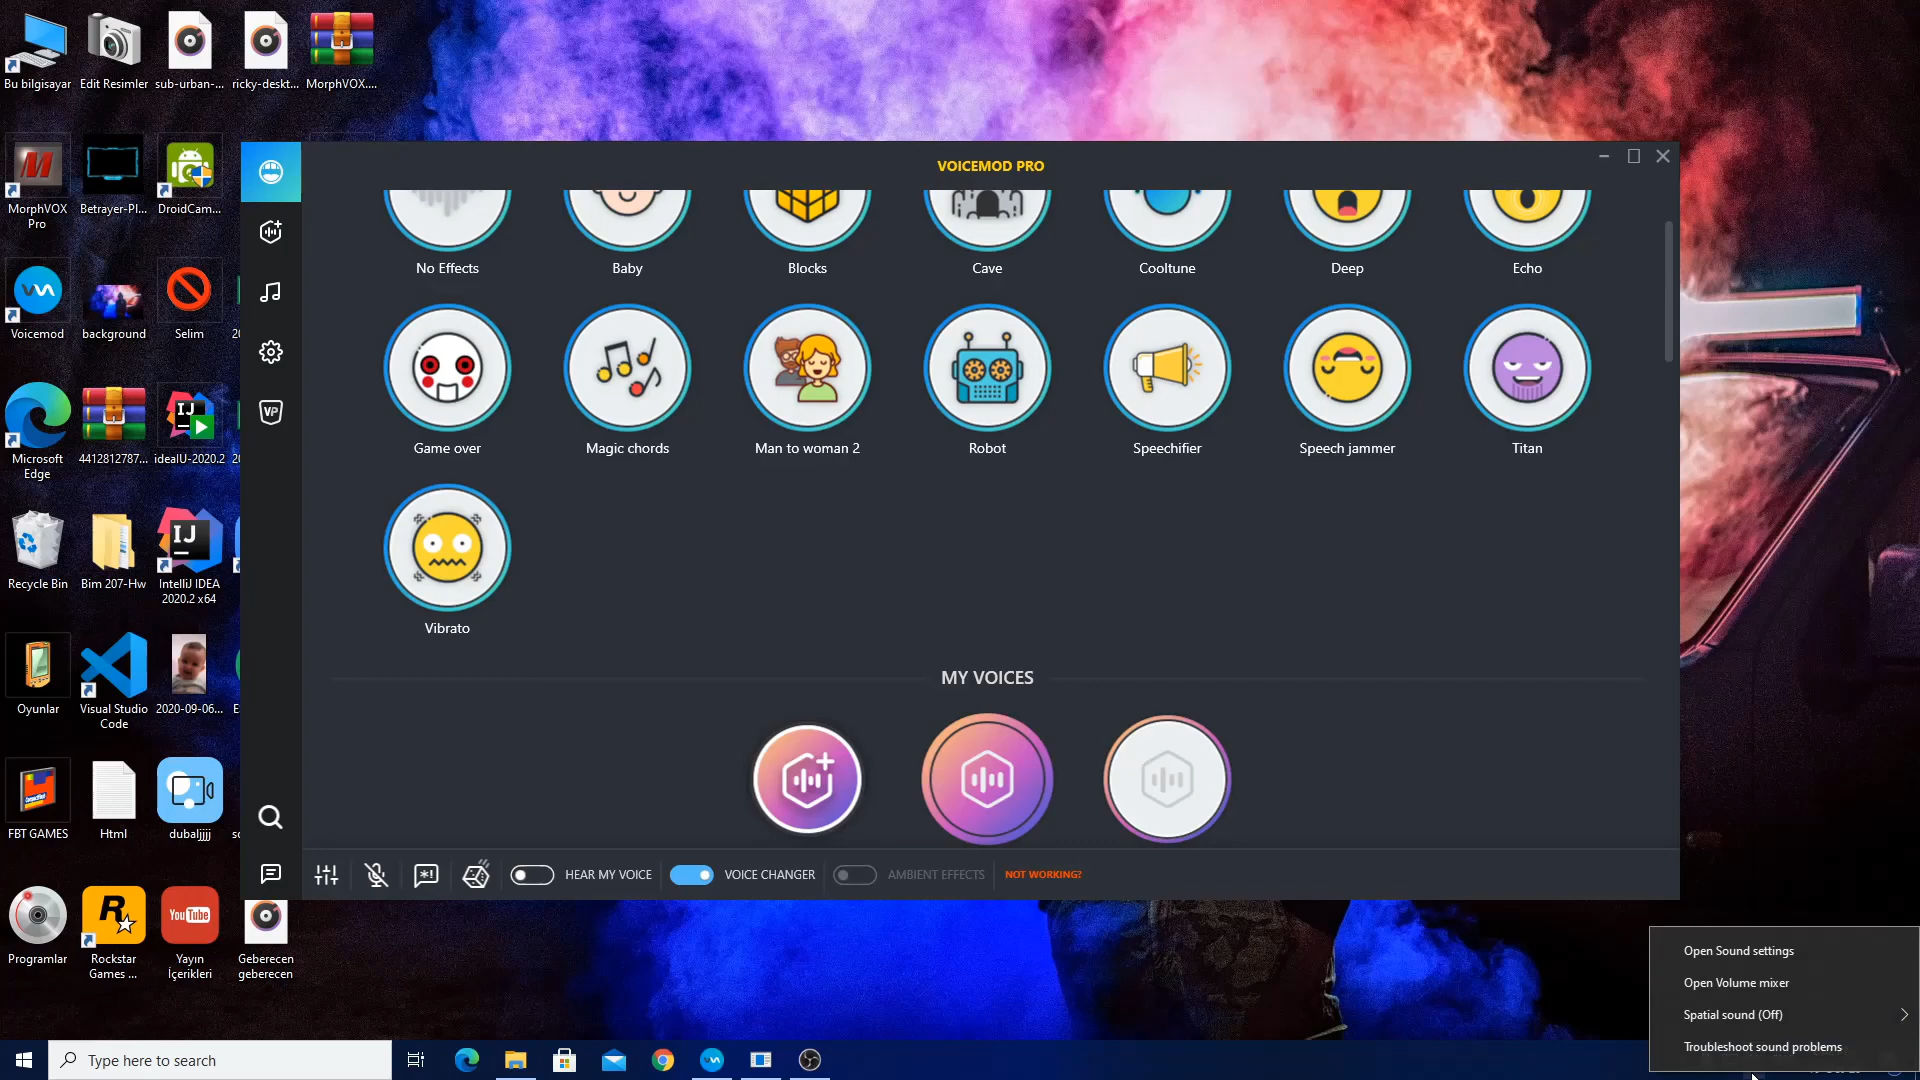 Bu bilgisayar
Edit Resimler
sub-urban-...
ricky-deskt...
MorphVOX....
MorphVOX
Pro
Betrayer-Pl...
DroidCam...
Voicemod
background
Selim
Microsoft
Edge
4412812787...
idealU-2020.2
Recycle Bin
Bim 207-Hw
IntelliJ IDEA
2020.2 x64
Oyunlar
Visual Studio
Code
2020-09-06...
FBT GAMES
Html
dubaljjjj
Programlar
Rockstar
Games ...
Yayın
İçerikleri
Geberecen
geberecen
YouTube
VOICEMOD PRO
No Effects
Baby
Blocks
Cave
Cooltune
Deep
Echo
Game over
Magic chords
Man to woman 2
Robot
Speechifier
Speech jammer
Titan
Vibrato
MY VOICES
HEAR MY VOICE
VOICE CHANGER
AMBIENT EFFECTS
NOT WORKING?
Open Sound settings
Open Volume mixer
Spatial sound (Off)
Troubleshoot sound problems
Type here to search